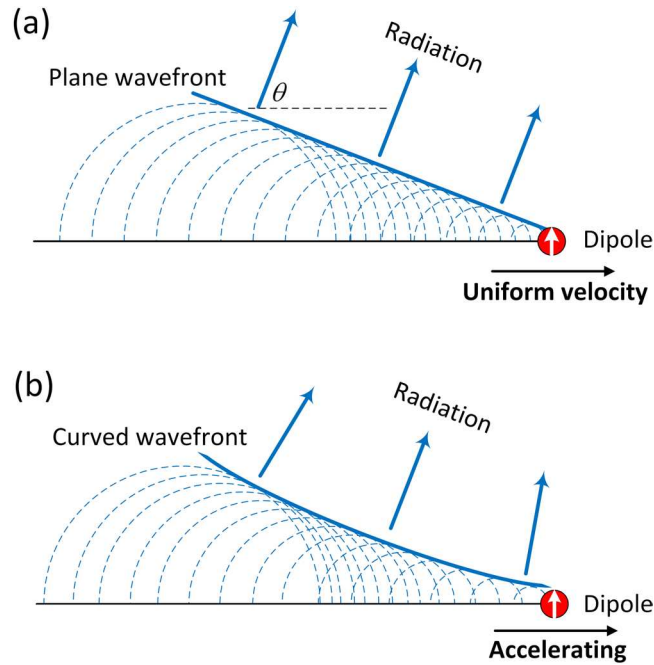 (a)
Radiation
Plane wavefront
θ
Dipole
Uniform velocity
(b)
Radiation
Curved wavefront
Dipole
Accelerating